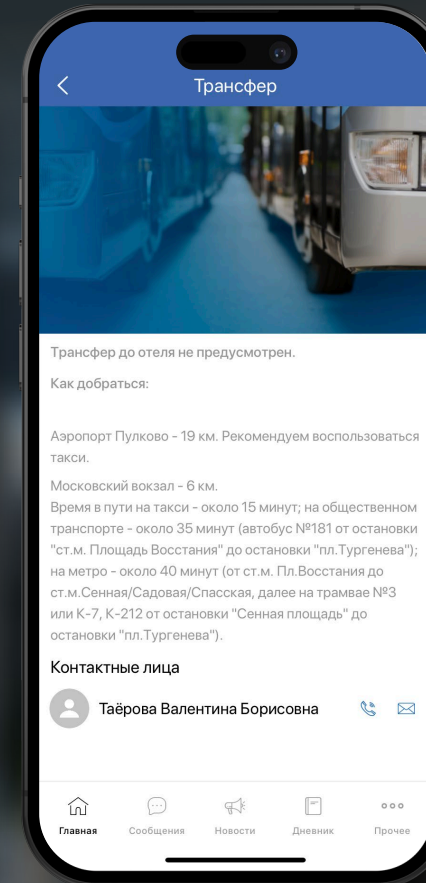 Трансфер
Трансфер до отеля не предусмотрен.
Как добраться:
Аэропорт Пулково - 19 км. Рекомендуем воспользоваться
такси.
Московский вокзал - 6 км.
Время в пути на такси - около 15 минут; на общественном
транспорте - около 35 минут (автобус №181 от остановки
"ст.м. Площадь Восстания" до остановки "пл.Тургенева");
на метро - около 40 минут (от ст.м. Пл.Восстания до
ст.м.Сенная/Садовая/Спасская, далее на трамвае №3
или К-7, К-212 от остановки "Сенная площадь" до
остановки "пл.Тургенева").
Контактные лица
Таёрова Валентина Борисовна
Главная Сообщения Новости Дневник Прочее